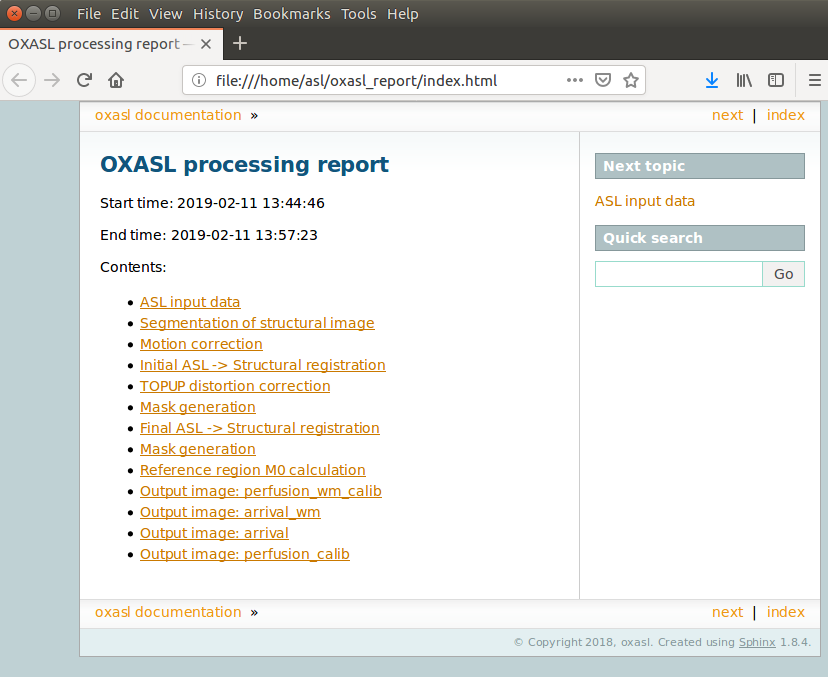 File Edit View History Bookmarks Tools Help
OXASL processing report —
file:///home/asl/oxasl_report/index.html
oxasl documentation »
next | index
OXASL processing report
Start time: 2019-02-11 13:44:46
End time: 2019-02-11 13:57:23
Contents:
ASL input data
Segmentation of structural image
Motion correction
Initial ASL -> Structural registration
TOPUP distortion correction
Mask generation
Final ASL -> Structural registration
Mask generation
Reference region M0 calculation
Output image: perfusion_wm_calib
Output image: arrival_wm
Output image: arrival
Output image: perfusion_calib
Next topic
ASL input data
Quick search
Go
oxasl documentation »
next | index
© Copyright 2018, oxasl. Created using Sphinx 1.8.4.